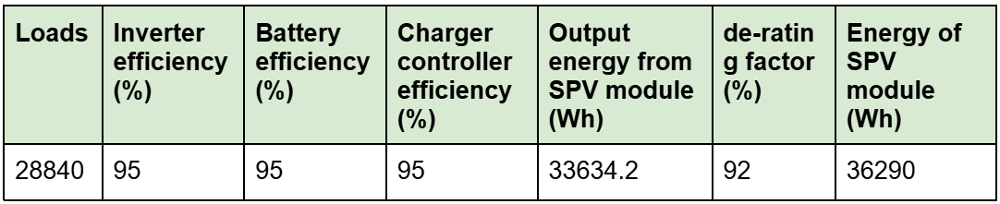 Loads
Inverter
efficiency
(%)
Battery
efficiency
(%)
Charger
controller
efficiency
(%)
Output
energy from
SPV module
(Wh)
de-ratin
g factor
(%)
Energy of
SPV
module
(Wh)
28840
95
95
95
33634.2
92
36290